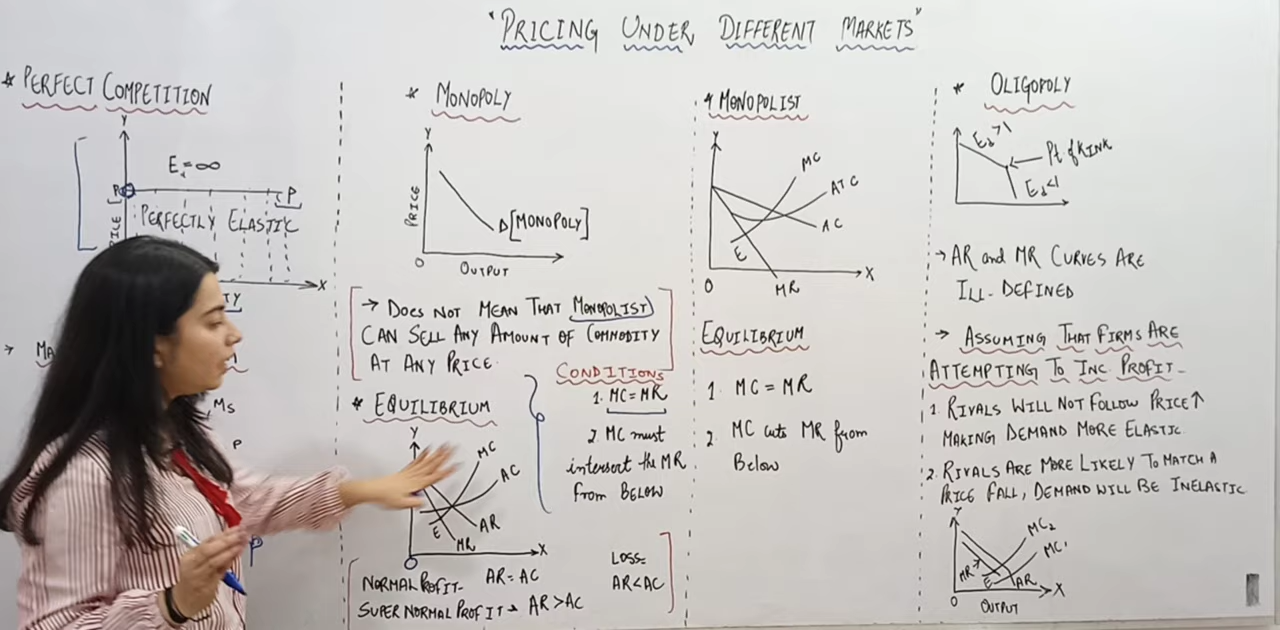 "PRICING UNDER DIFFERENT MARKETS"
* PERFECT COMPETITION
Y
Ed=∞
P
P
PERFECTLY ELASTIC
X
Ms
P
P
* MONOPOLY
Y
PRICE
D[MONOPOLY]
O
OUTPUT
→ DOES NOT MEAN THAT MONOPOLIST
CAN SELL ANY AMOUNT OF COMMODITY
AT ANY PRICE.
* EQUILIBRIUM
Y
MC
AC
E
AR
MR
X
O
CONDITIONS
1. MC=MR
2. MC must
intersect the MR
from BELOW
NORMAL PROFIT- AR=AC
SUPER NORMAL PROFIT → AR>AC
LOSS=
AR<AC
* MONOPOLIST
Y
MC
ATC
AC
E
MR
X
O
EQUILIBRIUM
1. MC = MR
2. MC cuts MR from
Below
* OLIGOPOLY
Ed>1
Pt of KINK
Ed<1
→ AR and MR CURVES ARE
ILL-DEFINED
→ ASSUMING THAT FIRMS ARE
ATTEMPTING TO INC. PROFIT-
1. RIVALS WILL NOT FOLLOW PRICE↑
MAKING DEMAND MORE ELASTIC.
2. RIVALS ARE MORE LIKELY TO MATCH A
PRICE FALL, DEMAND WILL BE INELASTIC
Y
MC2
MC1
MR
E
AR
X
O
OUTPUT